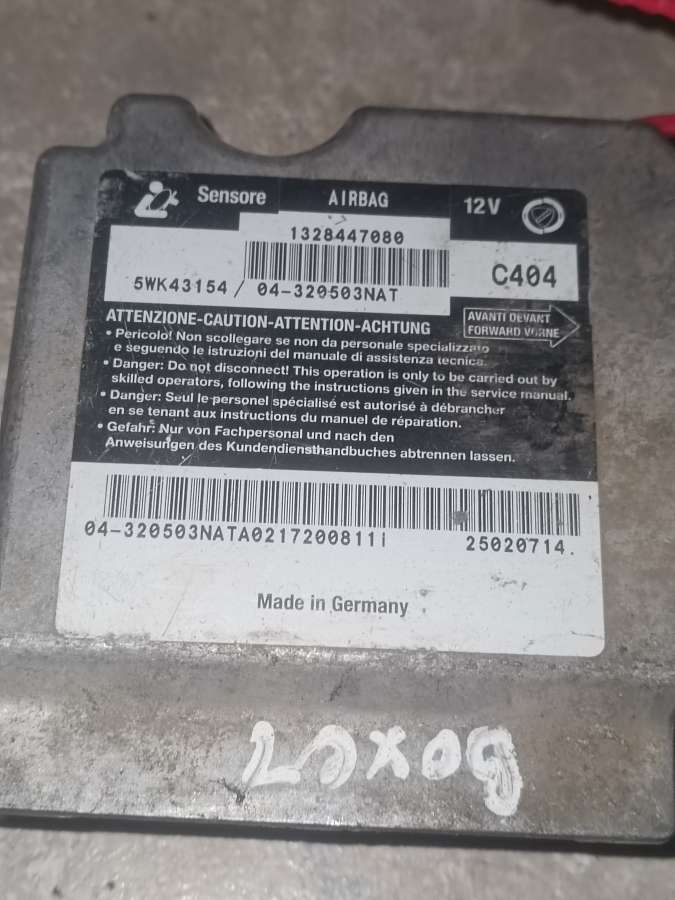 Sensore AIRBAG 12V
1328447080
C404
5WK43154 / 04-320503NAT
ATTENZIONE-CAUTION-ATTENTION-ACHTUNG
AVANTI DEVANT
FORWARD VORNE
• Pericolo! Non scollegare se non da personale specializzato
e seguendo le istruzioni del manuale di assistenza tecnica.
• Danger: Do not disconnect! This operation is only to be carried out by
skilled operators, following the instructions given in the service manual.
• Danger: Seul le personel spécialisé est autorisé à débrancher
en se tenant aux instructions du manuel de réparation.
• Gefahr: Nur von Fachpersonal und nach den
Anweisungen des Kundendiensthandbuches abtrennen lassen.
04-320503NATA0217200811i 25020714.
Made in Germany